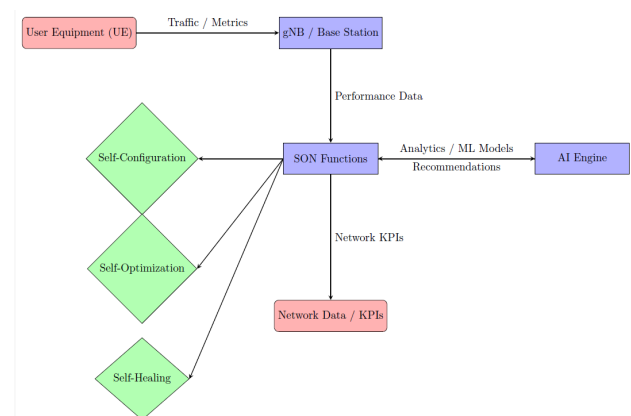 User Equipment (UE)
Traffic / Metrics
gNB / Base Station
Performance Data
Self-Configuration
SON Functions
Analytics / ML Models
Recommendations
AI Engine
Network KPIs
Self-Optimization
Network Data / KPIs
Self-Healing